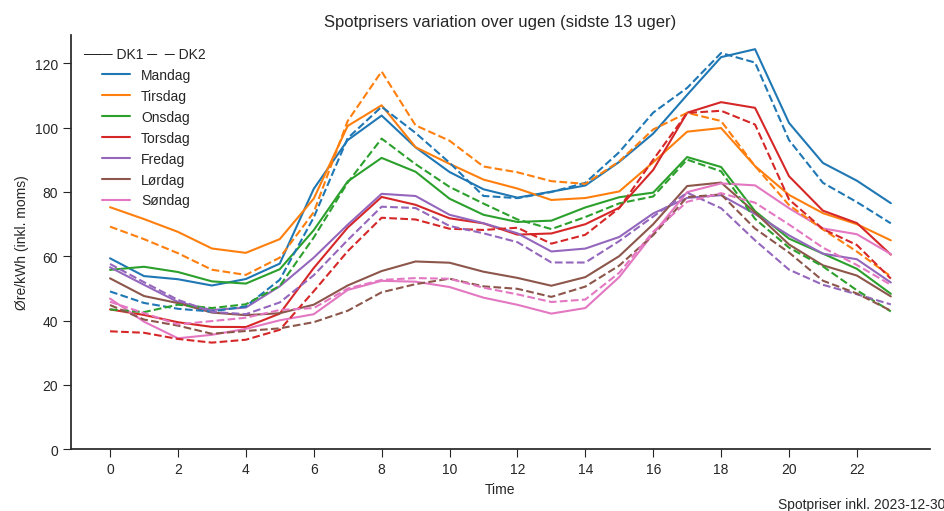 Spotprisers variation over ugen (sidste 13 uger)
DK1 DK2
Mandag
Tirsdag
Onsdag
Torsdag
Fredag
Lørdag
Søndag
Øre/kWh (inkl. moms)
120
100
80
60
40
20
0
0 2 4 6 8 10 12 14 16 18 20 22
Time
Spotpriser inkl. 2023-12-30